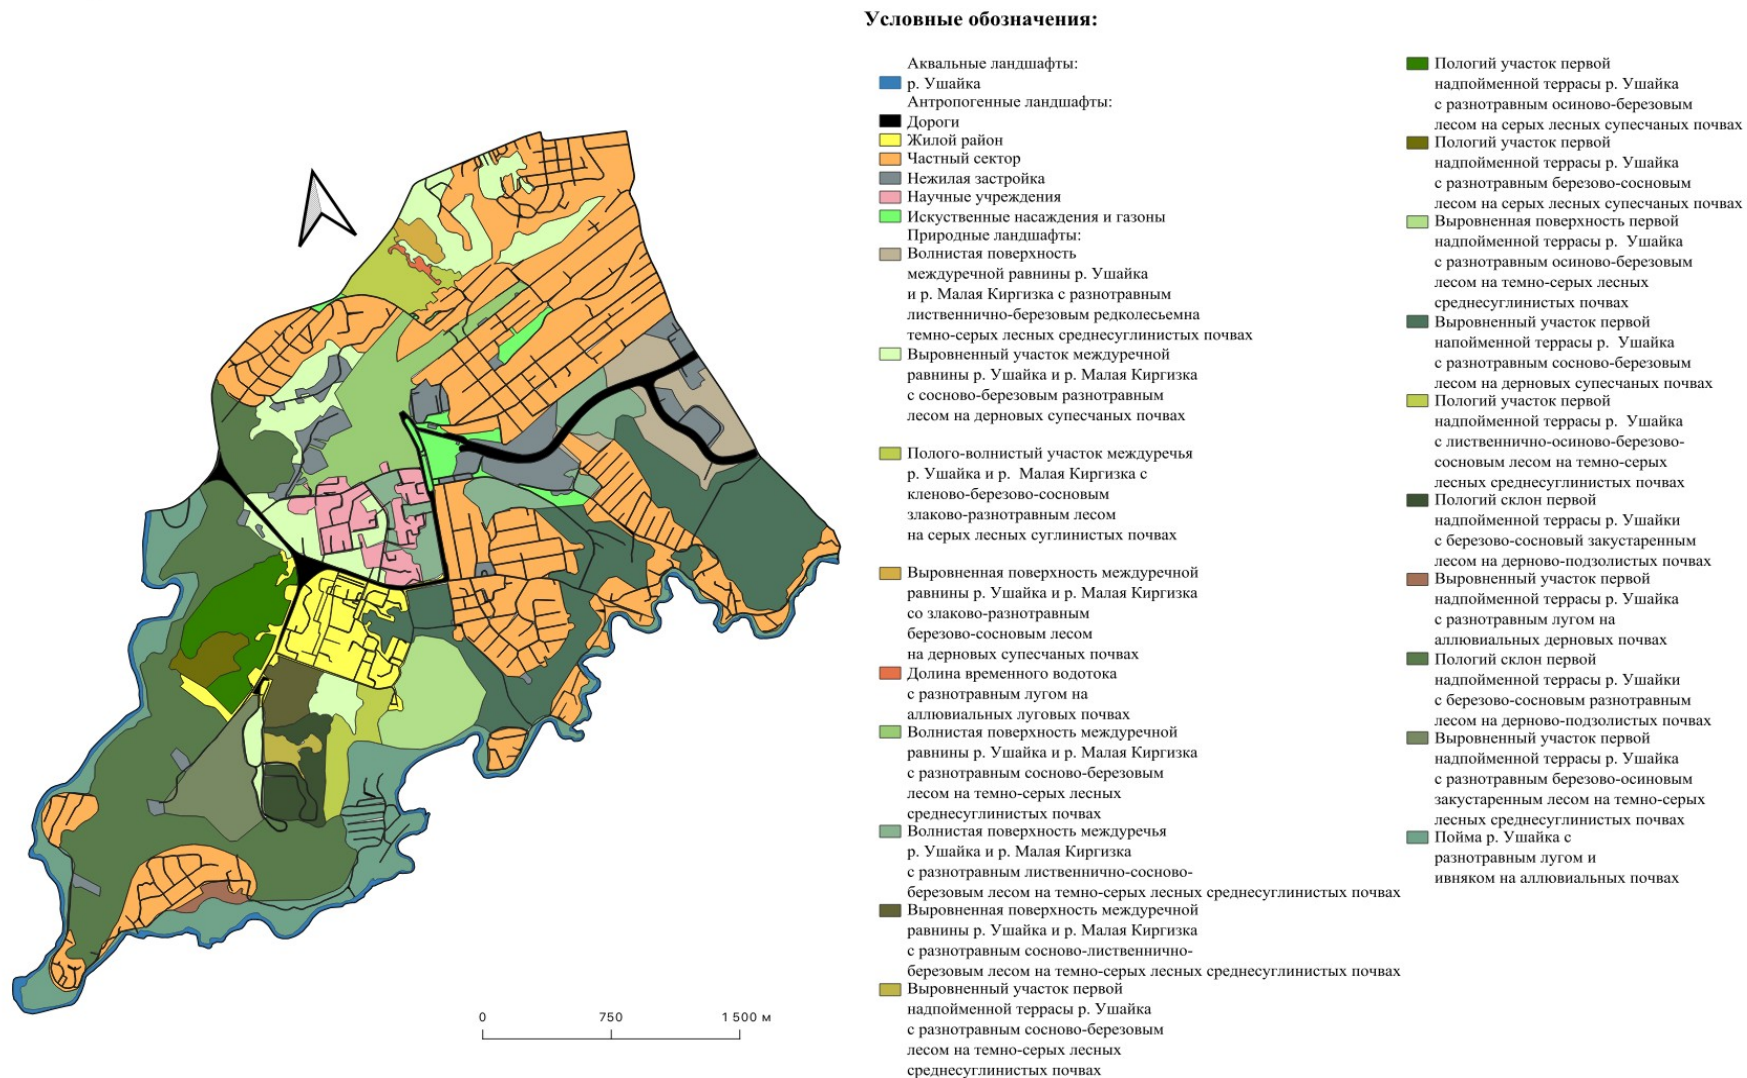 Условные обозначения:
Аквальные ландшафты:
р. Ушайка
Антропогенные ландшафты:
Дороги
Жилой район
Частный сектор
Нежилая застройка
Научные учреждения
Искуственные насаждения и газоны
Природные ландшафты:
Волнистая поверхность
междуречной равнины р. Ушайка
и р. Малая Киргизка с разнотравным
лиственнично-березовым редколесьемна
темно-серых лесных среднесуглинистых почвах
Выровненный участок междуречной
равнины р. Ушайка и р. Малая Киргизка
с сосново-березовым разнотравным
лесом на дерновых супесчаных почвах
Полого-волнистый участок междуречья
р. Ушайка и р. Малая Киргизка с
кленово-березово-сосновым
злаково-разнотравным лесом
на серых лесных суглинистых почвах
Выровненная поверхность междуречной
равнины р. Ушайка и р. Малая Киргизка
со злаково-разнотравным
березово-сосновым лесом
на дерновых супесчаных почвах
Долина временного водотока
с разнотравным лугом на
аллювиальных луговых почвах
Волнистая поверхность междуречной
равнины р. Ушайка и р. Малая Киргизка
с разнотравным сосново-березовым
лесом на темно-серых лесных
среднесуглинистых почвах
Волнистая поверхность междуречья
р. Ушайка и р. Малая Киргизка
с разнотравным лиственнично-сосново-
березовым лесом на темно-серых лесных среднесуглинистых почвах
Выровненная поверхность междуречной
равнины р. Ушайка и р. Малая Киргизка
с разнотравным сосново-лиственнично-
березовым лесом на темно-серых лесных среднесуглинистых почвах
Выровненный участок первой
надпойменной террасы р. Ушайка
с разнотравным сосново-березовым
лесом на темно-серых лесных
среднесуглинистых почвах
Пологий участок первой
надпойменной террасы р. Ушайка
с разнотравным осиново-березовым
лесом на серых лесных супесчаных почвах
Пологий участок первой
надпойменной террасы р. Ушайка
с разнотравным березово-сосновым
лесом на серых лесных супесчаных почвах
Выровненная поверхность первой
надпойменной террасы р. Ушайка
с разнотравным осиново-березовым
лесом на темно-серых лесных
среднесуглинистых почвах
Выровненный участок первой
напойменной террасы р. Ушайка
с разнотравным сосново-березовым
лесом на дерновых супесчаных почвах
Пологий участок первой
надпойменной террасы р. Ушайка
с лиственнично-осиново-березово-
сосновым лесом на темно-серых
лесных среднесуглинистых почвах
Пологий склон первой
надпойменной террасы р. Ушайки
с березово-сосновый закустаренным
лесом на дерново-подзолистых почвах
Выровненный участок первой
надпойменной террасы р. Ушайка
с разнотравным лугом на
аллювиальных дерновых почвах
Пологий склон первой
надпойменной террасы р. Ушайки
с березово-сосновым разнотравным
лесом на дерново-подзолистых почвах
Выровненный участок первой
надпойменной террасы р. Ушайка
с разнотравным березово-осиновым
закустаренным лесом на темно-серых
лесных среднесуглинистых почвах
Пойма р. Ушайка с
разнотравным лугом и
ивняком на аллювиальных почвах
0 750 1 500 м